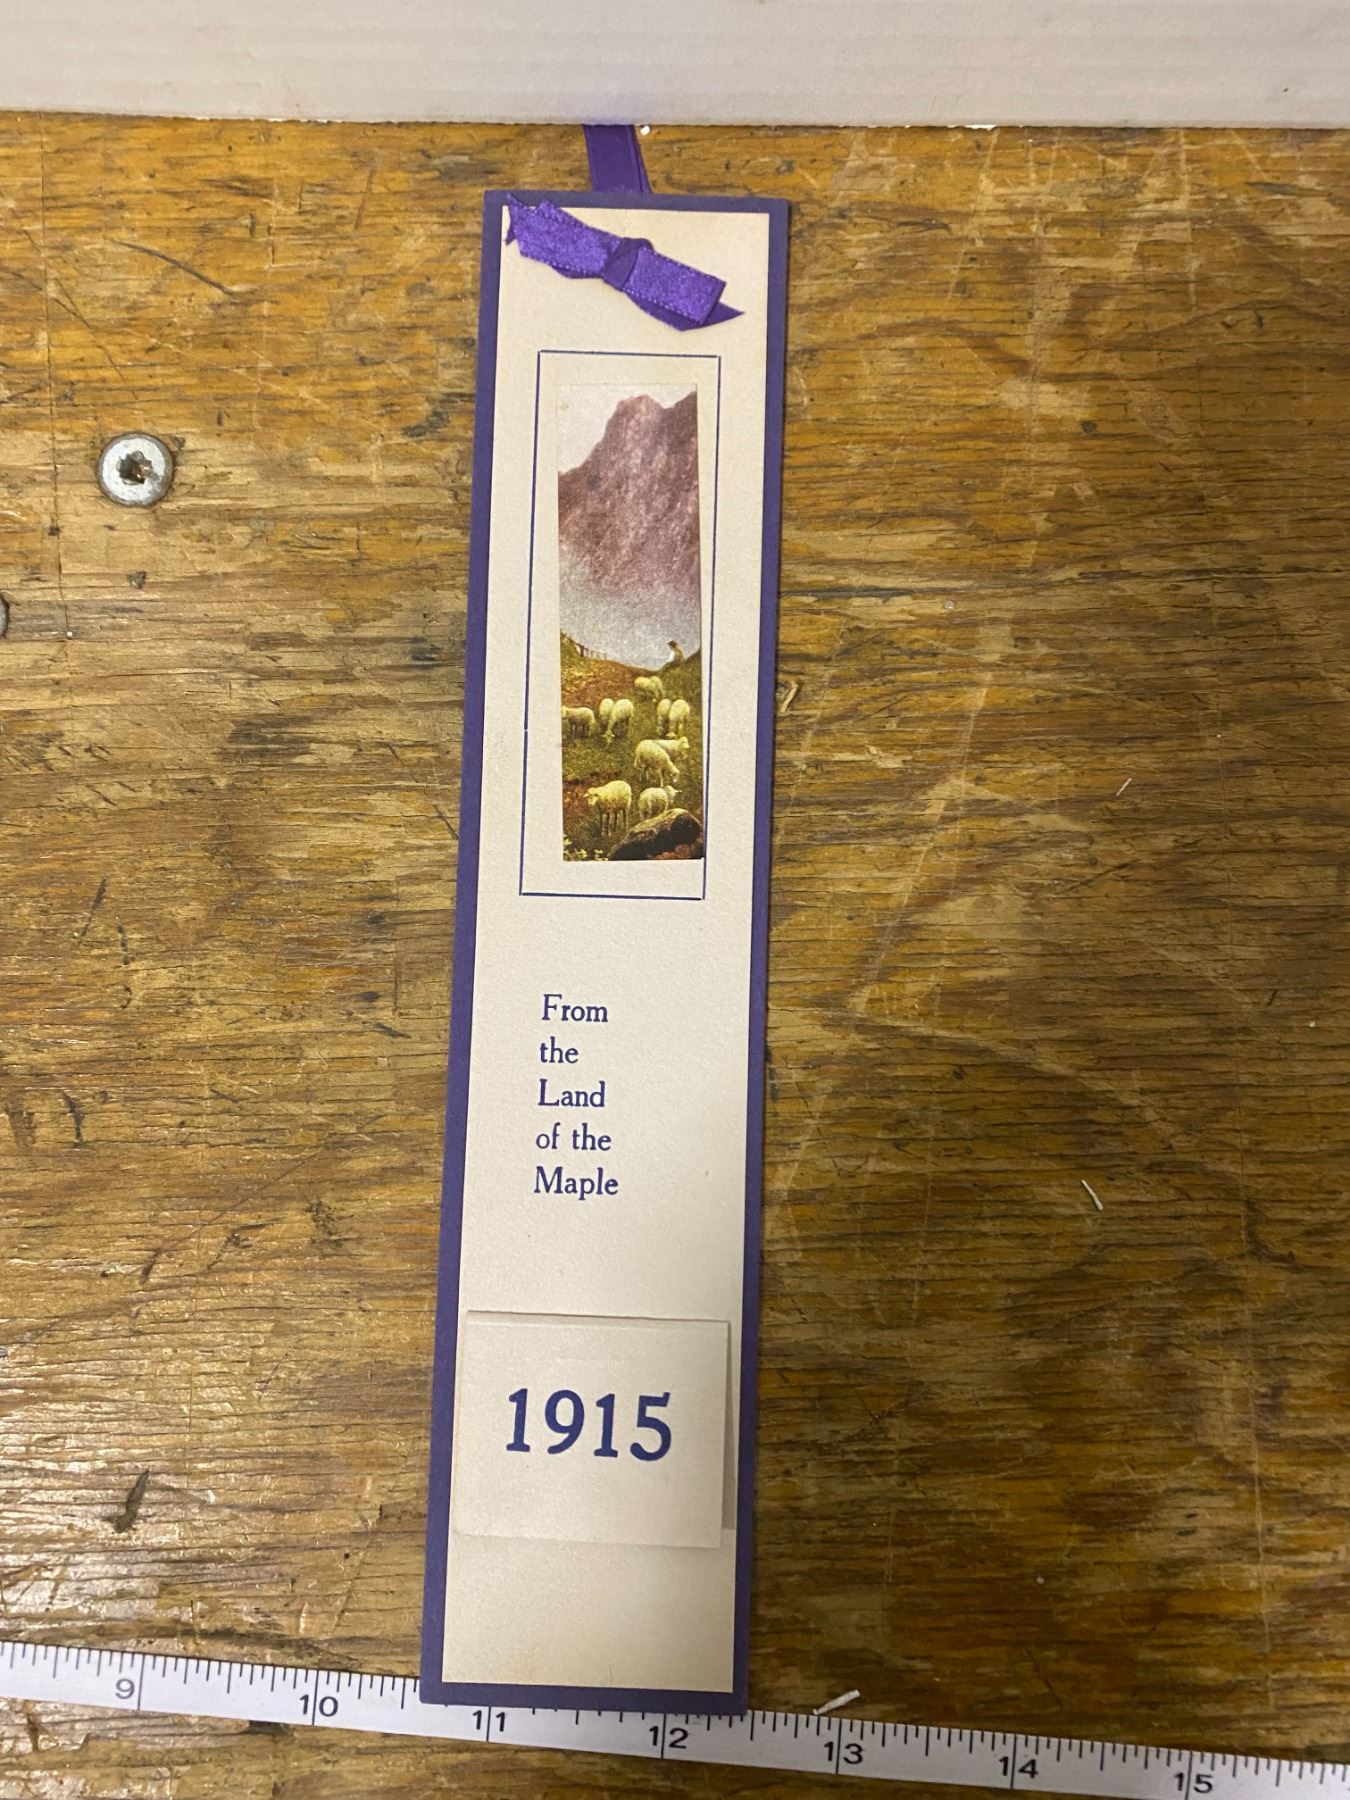 From
the
Land
of the
Maple
1915
9 10 11 12 13 14 15